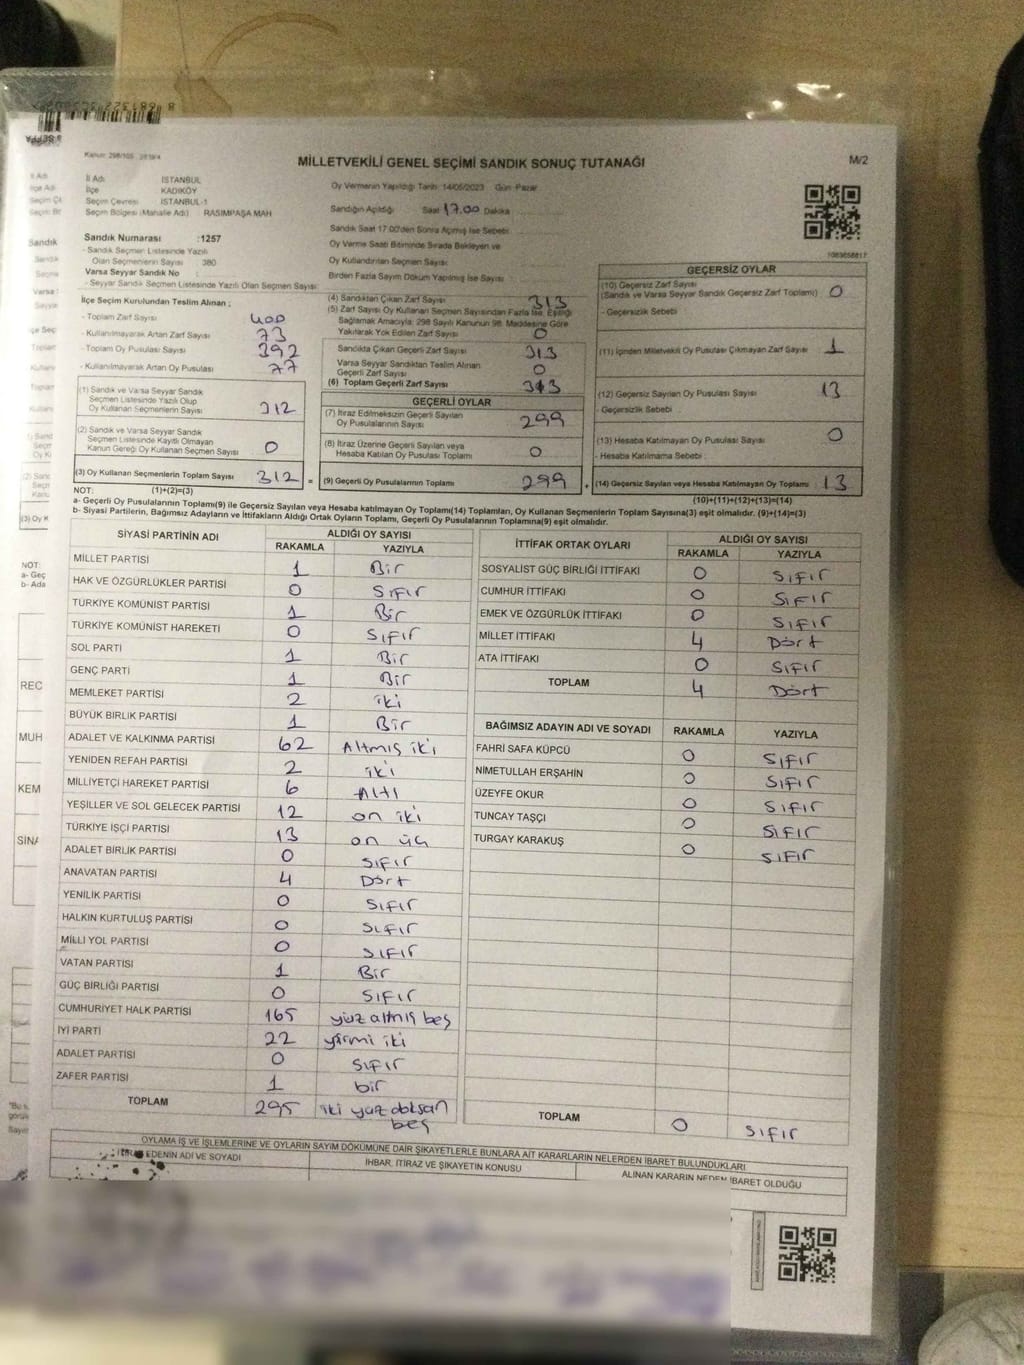 Kanun: 298/105
MİLLETVEKİLİ GENEL SEÇİMİ SANDIK SONUÇ TUTANAĞI
M/2
İl Adı İSTANBUL
İlçe KADIKÖY
Seçim Çevresi İSTANBUL-1
Seçim Bölgesi (Mahalle Adı) RASIMPAŞA MAH
Oy Vermenin Yapıldığı Tarih: 14/05/2023 Gün: Pazar
Sandığın Açıldığı Saat 17.00 Dakika
Sandık Saat 17:00'den Sonra Açılmış İse Sebebi
Oy Verme Saati Bitiminde Sırada Bekleyen ve
Oy Kullandırılan Seçmen Sayısı
Birden Fazla Sayım Döküm Yapılmış İse Sayısı
1083658817
Sandık Numarası :1257
- Sandık Seçmen Listesinde Yazılı
Olan Seçmenlerin Sayısı : 380
Varsa Seyyar Sandık No
- Seyyar Sandık Seçmen Listesinde Yazılı Olan Seçmen Sayısı
İlçe Seçim Kurulundan Teslim Alınan ;
- Toplam Zarf Sayısı 400
- Kullanılmayarak Artan Zarf Sayısı 73
- Toplam Oy Pusulası Sayısı 392
- Kullanılmayarak Artan Oy Pusulası 77
(1) Sandık ve Varsa Seyyar Sandık
Seçmen Listesinde Yazılı Olup
Oy Kullanan Seçmenlerin Sayısı 312
(2) Sandık ve Varsa Seyyar Sandık
Seçmen Listesinde Kayıtlı Olmayan
Kanun Gereği Oy Kullanan Seçmen Sayısı 0
(3) Oy Kullanan Seçmenlerin Toplam Sayısı 312
(4) Sandıktan Çıkan Zarf Sayısı 313
(5) Zarf Sayısı Oy Kullanan Seçmen Sayısından Fazla İse, Eşitliği
Sağlamak Amacıyla; 298 Sayılı Kanunun 98. Maddesine Göre
Yakılarak Yok Edilen Zarf Sayısı 0
Sandıkta Çıkan Geçerli Zarf Sayısı 313
Varsa Seyyar Sandıktan Teslim Alınan
Geçerli Zarf Sayısı 0
(6) Toplam Geçerli Zarf Sayısı 313
GEÇERLİ OYLAR
(7) İtiraz Edilmeksizin Geçerli Sayılan
Oy Pusulalarının Sayısı 299
(8) İtiraz Üzerine Geçerli Sayılan veya
Hesaba Katılan Oy Pusulası Toplamı 0
(9) Geçerli Oy Pusulalarının Toplamı 299
GEÇERSİZ OYLAR
(10) Geçersiz Zarf Sayısı
(Sandık ve Varsa Seyyar Sandık Geçersiz Zarf Toplamı) 0
- Geçersizlik Sebebi
(11) İçinden Milletvekili Oy Pusulası Çıkmayan Zarf Sayısı 1
(12) Geçersiz Sayılan Oy Pusulası Sayısı 13
- Geçersizlik Sebebi
(13) Hesaba Katılmayan Oy Pusulası Sayısı 0
- Hesaba Katılmama Sebebi :
(14) Geçersiz Sayılan veya Hesaba Katılmayan Oy Toplamı 13
NOT: (1)+(2)=(3) (10)+(11)+(12)+(13)=(14)
a- Geçerli Oy Pusulalarının Toplamı(9) ile Geçersiz Sayılan veya Hesaba Katılmayan Oy Toplamı(14) Toplamları, Oy Kullanan Seçmenlerin Toplam Sayısına(3) eşit olmalıdır. (9)+(14)=(3)
b- Siyasi Partilerin, Bağımsız Adayların ve İttifakların Aldığı Ortak Oyların Toplamı, Geçerli Oy Pusulalarının Toplamına(9) eşit olmalıdır.
SİYASİ PARTİNİN ADI ALDIĞI OY SAYISI
RAKAMLA YAZIYLA
MİLLET PARTİSİ 1 Bir
HAK VE ÖZGÜRLÜKLER PARTİSİ 0 Sıfır
TÜRKİYE KOMÜNİST PARTİSİ 1 Bir
TÜRKİYE KOMÜNİST HAREKETİ 0 Sıfır
SOL PARTİ 1 Bir
GENÇ PARTİ 1 Bir
MEMLEKET PARTİSİ 2 iki
BÜYÜK BİRLİK PARTİSİ 1 Bir
ADALET VE KALKINMA PARTİSİ 62 Altmış iki
YENİDEN REFAH PARTİSİ 2 iki
MİLLİYETÇİ HAREKET PARTİSİ 6 Altı
YEŞİLLER VE SOL GELECEK PARTİSİ 12 on iki
TÜRKİYE İŞÇİ PARTİSİ 13 on üç
ADALET BİRLİK PARTİSİ 0 Sıfır
ANAVATAN PARTİSİ 4 Dört
YENİLİK PARTİSİ 0 Sıfır
HALKIN KURTULUŞ PARTİSİ 0 Sıfır
MİLLİ YOL PARTİSİ 0 Sıfır
VATAN PARTİSİ 1 Bir
GÜÇ BİRLİĞİ PARTİSİ 0 Sıfır
CUMHURİYET HALK PARTİSİ 165 yüz altmış beş
İYİ PARTİ 22 yirmi iki
ADALET PARTİSİ 0 Sıfır
ZAFER PARTİSİ 1 bir
TOPLAM 295 iki yüz doksan
beş
İTTİFAK ORTAK OYLARI ALDIĞI OY SAYISI
RAKAMLA YAZIYLA
SOSYALİST GÜÇ BİRLİĞİ İTTİFAKI 0 Sıfır
CUMHUR İTTİFAKI 0 Sıfır
EMEK VE ÖZGÜRLÜK İTTİFAKI 0 Sıfır
MİLLET İTTİFAKI 4 Dört
ATA İTTİFAKI 0 Sıfır
TOPLAM 4 Dört
BAĞIMSIZ ADAYIN ADI VE SOYADI RAKAMLA YAZIYLA
FAHRİ SAFA KÜPCÜ 0 Sıfır
NİMETULLAH ERŞAHİN 0 Sıfır
ÜZEYFE OKUR 0 Sıfır
TUNCAY TAŞÇI 0 Sıfır
TURGAY KARAKUŞ 0 Sıfır
TOPLAM 0 Sıfır
OYLAMA İŞ VE İŞLEMLERİNE VE OYLARIN SAYIM DÖKÜMÜNE DAİR ŞİKAYETLERLE BUNLARA AİT KARARLARIN NELERDEN İBARET BULUNDUKLARI
EDENİN ADI VE SOYADI
İHBAR, İTİRAZ VE ŞİKAYETİN KONUSU
ALINAN KARARIN NEDEN İBARET OLDUĞU